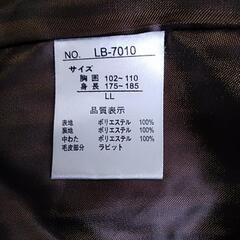 NO. LB-7010
サイズ
胸囲 102~110
身長 175~185
LL
品質表示
表地 ポリエステル 100%
裏地 ポリエステル 100%
中わた ポリエステル 100%
毛皮部分 ラビット